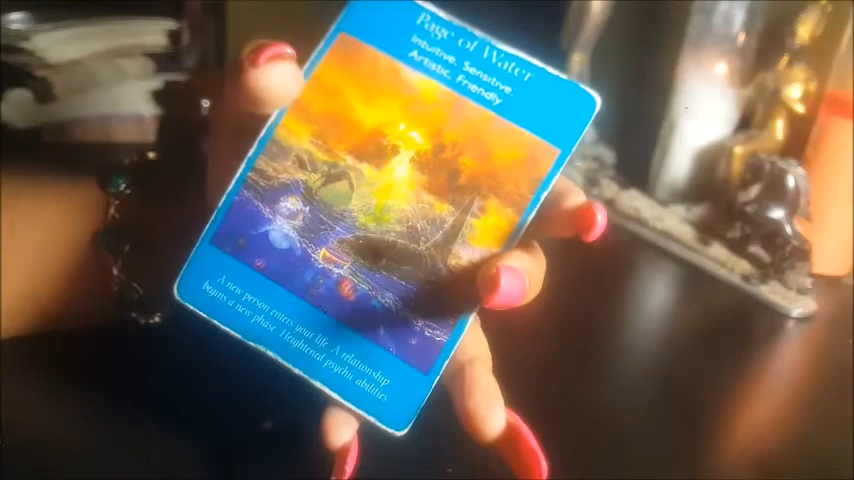 Page of Water
Intuitive. Sensitive.
Artistic. Friendly
A new person enters your life. A relationship
begins a new phase. Heightened psychic abilities